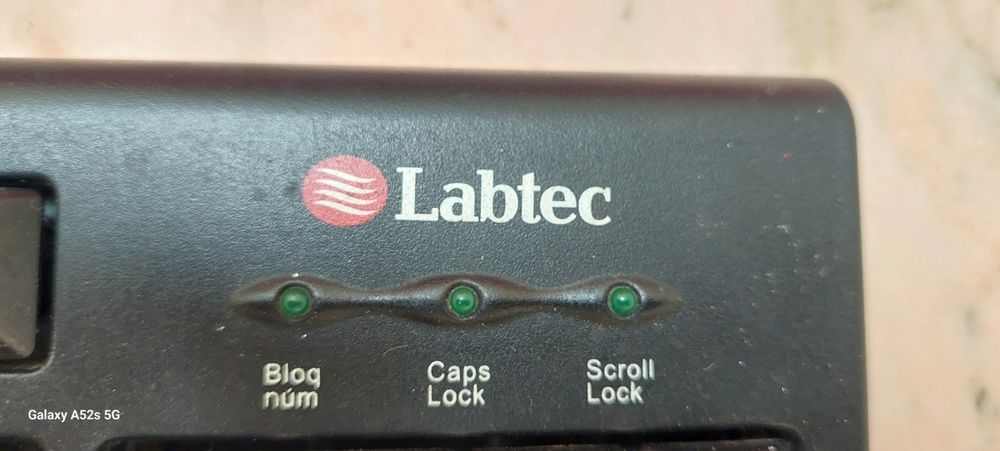 Labtec
Bloq
núm
Caps
Lock
Scroll
Lock
Galaxy A52s 5G